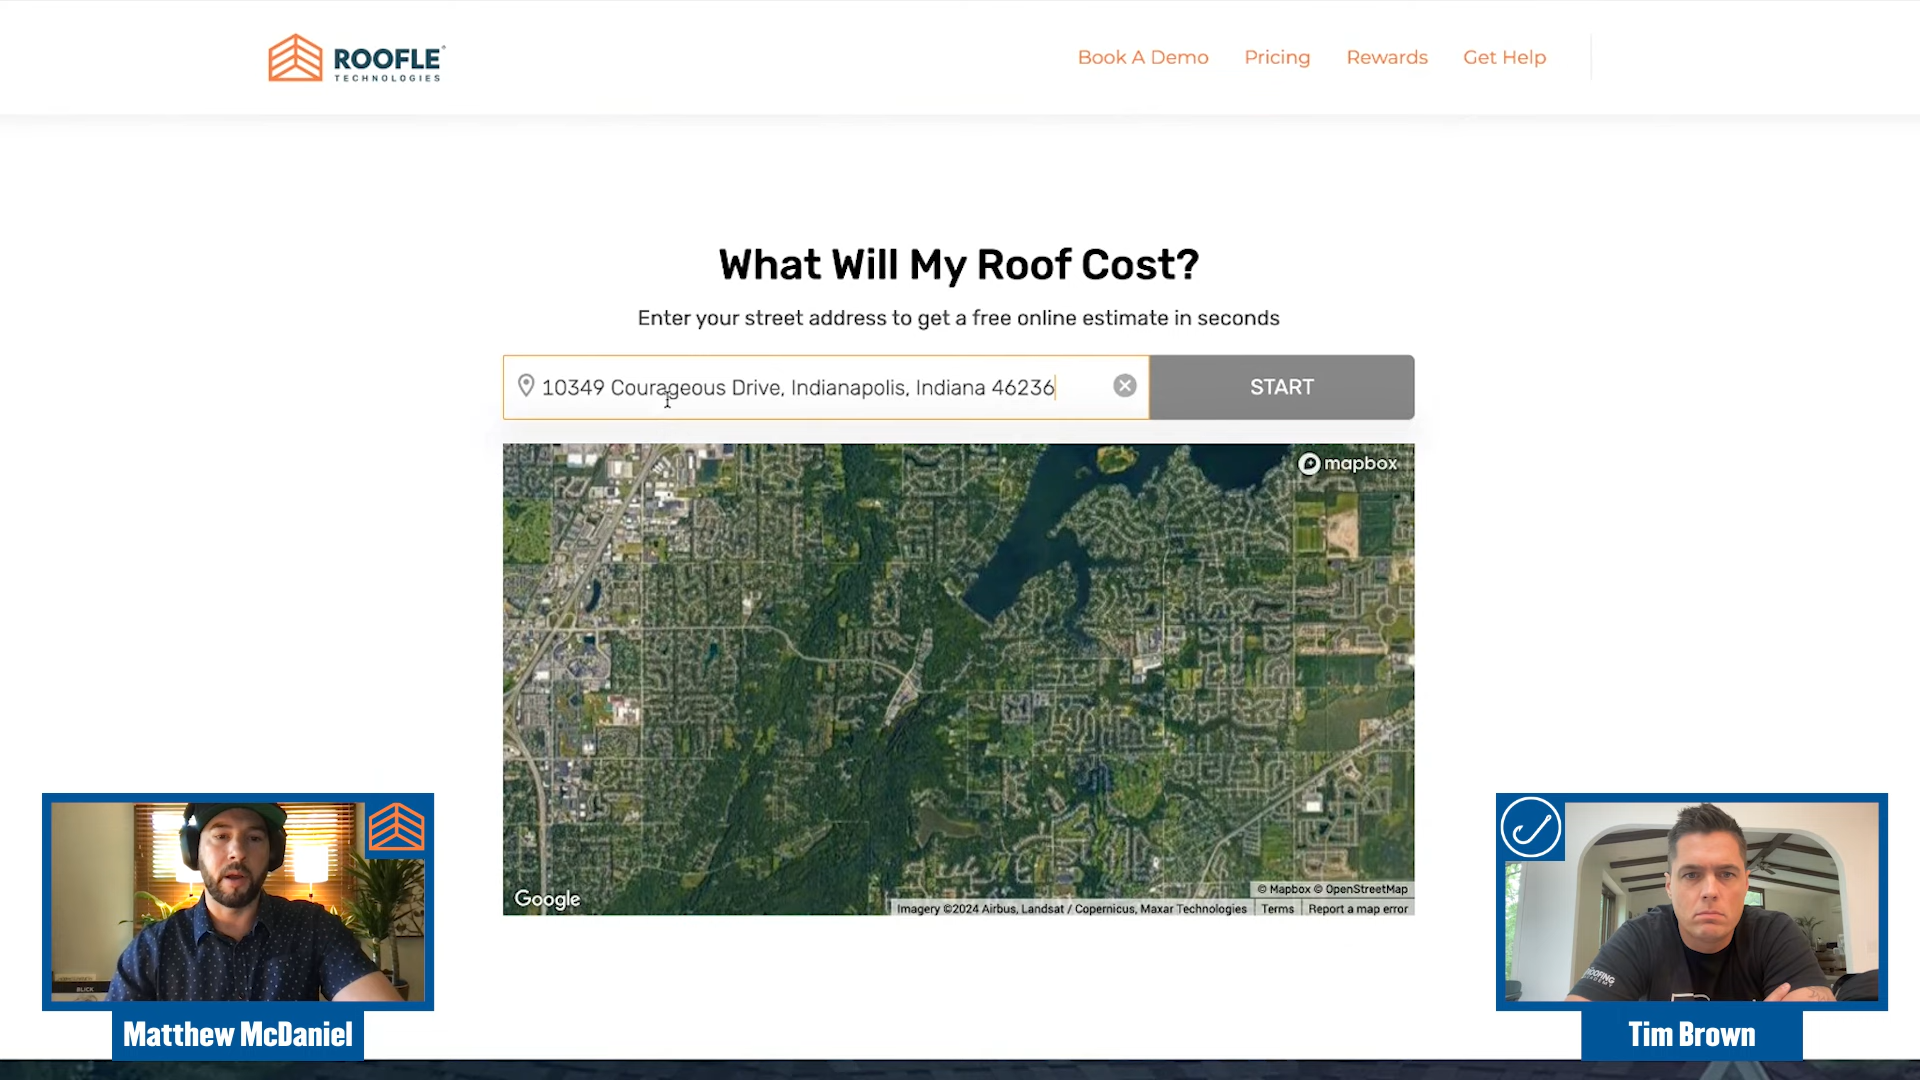 ROOFLE
TECHNOLOGIES
Book A Demo
Pricing
Rewards
Get Help
What Will My Roof Cost?
Enter your street address to get a free online estimate in seconds
10349 Courageous Drive, Indianapolis, Indiana 46236
START
mapbox
© Mapbox © OpenStreetMap
Google
Imagery ©2024 Airbus, Landsat / Copernicus, Maxar Technologies
Terms
Report a map error
BLICK
ROOFING
Matthew McDaniel
Tim Brown